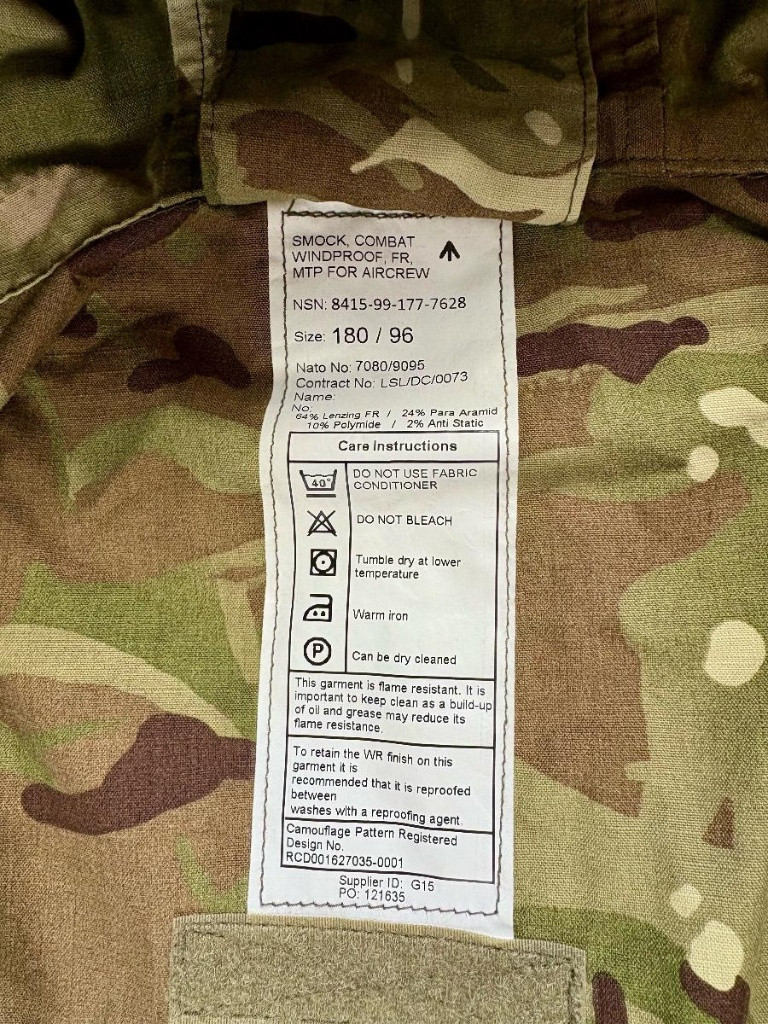 SMOCK, COMBAT
WINDPROOF, FR,
MTP FOR AIRCREW
NSN: 8415-99-177-7628
Size: 180 / 96
Nato No: 7080/9095
Contract No: LSL/DC/0073
Name:
No:
64% Lenzing FR / 24% Para Aramid
10% Polymide / 2% Anti Static
Care Instructions
40°
DO NOT USE FABRIC
CONDITIONER
DO NOT BLEACH
Tumble dry at lower
temperature
Warm iron
P
Can be dry cleaned
This garment is flame resistant. It is
important to keep clean as a build-up
of oil and grease may reduce its
flame resistance.
To retain the WR finish on this
garment it is
recommended that it is reproofed
between
washes with a reproofing agent.
Camouflage Pattern Registered
Design No.
RCD001627035-0001
Supplier ID: G15
PO: 121635